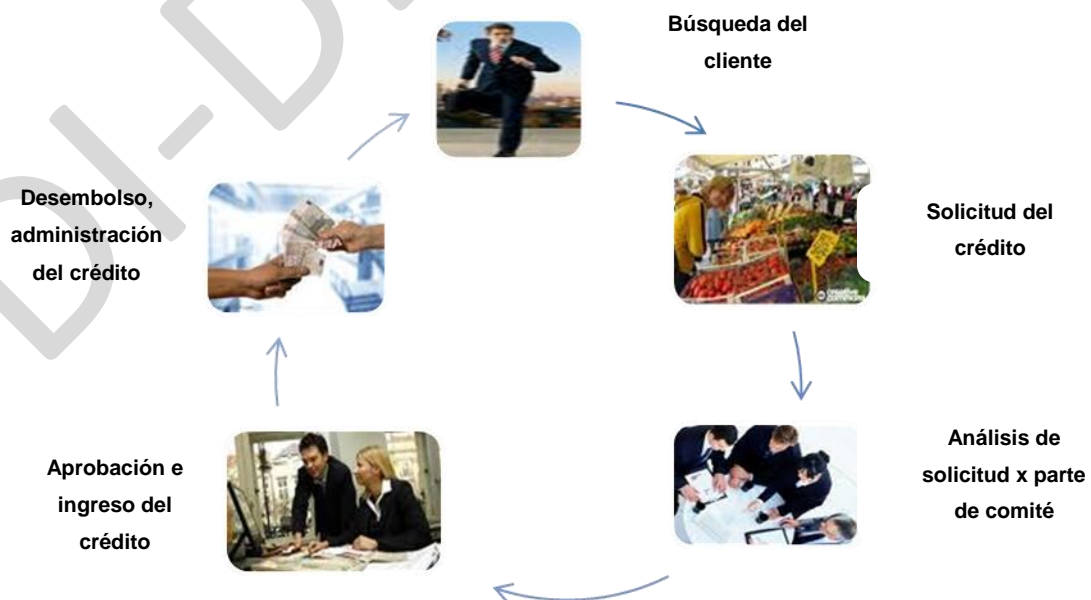 Búsqueda del
cliente
Solicitud del
crédito
Análisis de
solicitud x parte
de comité
Aprobación e
ingreso del
crédito
Desembolso,
administración
del crédito